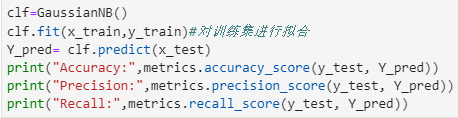 clf=GaussianNB()
clf.fit(x_train,y_train)#对训练集进行拟合
Y_pred= clf.predict(x_test)
print("Accuracy:",metrics.accuracy_score(y_test, Y_pred))
print("Precision:",metrics.precision_score(y_test, Y_pred))
print("Recall:",metrics.recall_score(y_test, Y_pred))